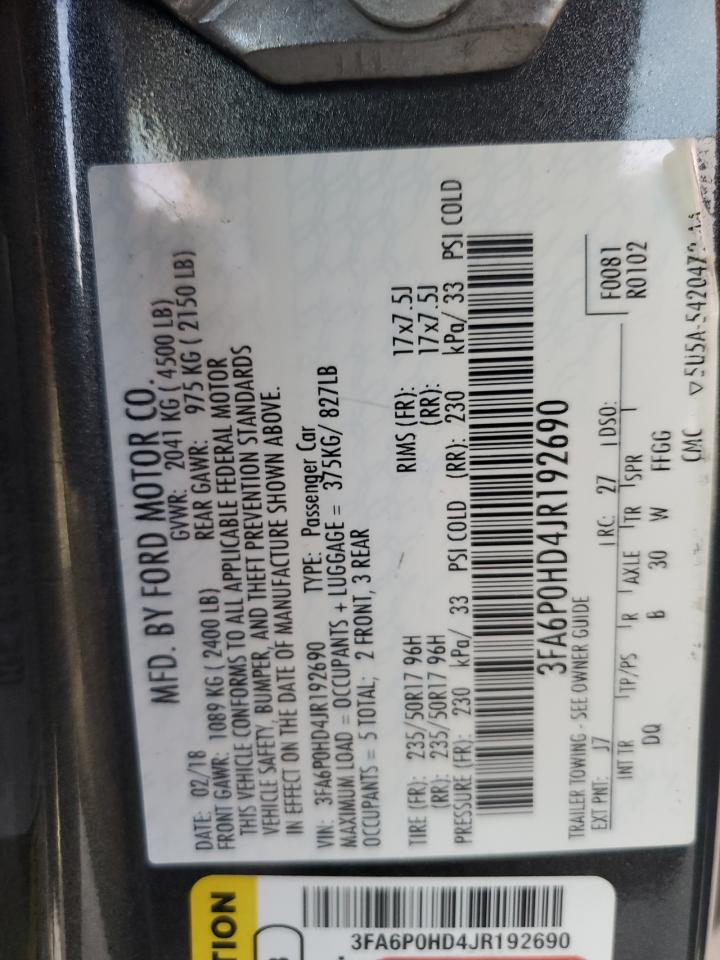 MFD. BY FORD MOTOR CO.
DATE: 02/18 GVWR: 2041 KG ( 4500 LB)
FRONT GAWR: 1089 KG ( 2400 LB) REAR GAWR: 975 KG ( 2150 LB)
THIS VEHICLE CONFORMS TO ALL APPLICABLE FEDERAL MOTOR
VEHICLE SAFETY, BUMPER, AND THEFT PREVENTION STANDARDS
IN EFFECT ON THE DATE OF MANUFACTURE SHOWN ABOVE.
VIN: 3FA6P0HD4JR192690 TYPE: Passenger Car
MAXIMUM LOAD = OCCUPANTS + LUGGAGE = 375KG/ 827LB
OCCUPANTS = 5 TOTAL; 2 FRONT, 3 REAR
TIRE (FR): 235/50R17 96H RIMS (FR): 17x7.5J
(RR): 235/50R17 96H (RR): 17x7.5J
PRESSURE (FR): 230 kPa/ 33 PSI COLD (RR): 230 kPa/ 33 PSI COLD
3FA6P0HD4JR192690
TRAILER TOWING - SEE OWNER GUIDE
EXT PNT: J7 RC: 27 DSO: F0081
R0102
INT TR TP/PS R AXLE TR SPR
DQ B 30 W FFGG
CMC
TION
3FA6P0HD4JR192690